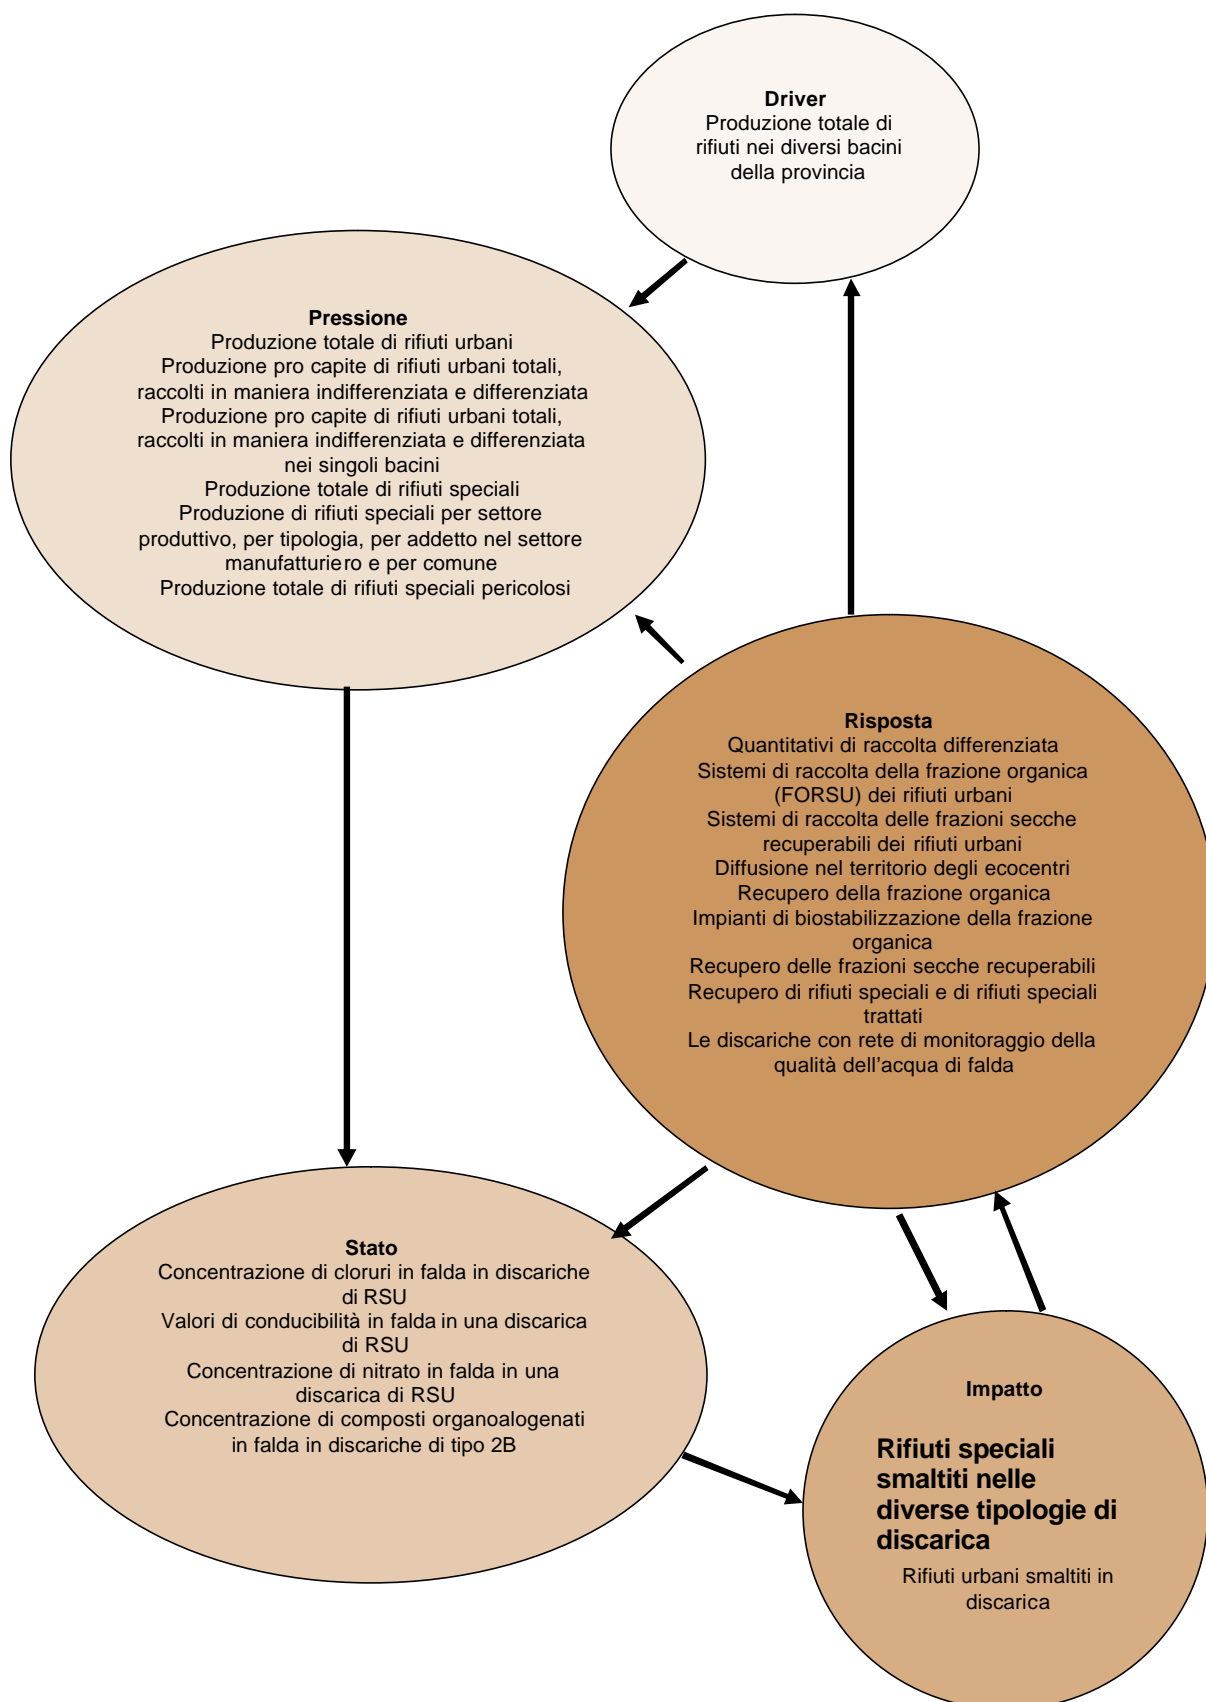 Driver
Produzione totale di
rifiuti nei diversi bacini
della provincia
Pressione
Produzione totale di rifiuti urbani
Produzione pro capite di rifiuti urbani totali,
raccolti in maniera indifferenziata e differenziata
Produzione pro capite di rifiuti urbani totali,
raccolti in maniera indifferenziata e differenziata
nei singoli bacini
Produzione totale di rifiuti speciali
Produzione di rifiuti speciali per settore
produttivo, per tipologia, per addetto nel settore
manufatturiero e per comune
Produzione totale di rifiuti speciali pericolosi
Risposta
Quantitativi di raccolta differenziata
Sistemi di raccolta della frazione organica
(FORSU) dei rifiuti urbani
Sistemi di raccolta delle frazioni secche
recuperabili dei rifiuti urbani
Diffusione nel territorio degli ecocentri
Recupero della frazione organica
Impianti di biostabilizzazione della frazione
organica
Recupero delle frazioni secche recuperabili
Recupero di rifiuti speciali e di rifiuti speciali
trattati
Le discariche con rete di monitoraggio della
qualità dell'acqua di falda
Stato
Concentrazione di cloruri in falda in discariche
di RSU
Valori di conducibilità in falda in una discarica
di RSU
Concentrazione di nitrato in falda in una
discarica di RSU
Concentrazione di composti organoalogenati
in falda in discariche di tipo 2B
Impatto
Rifiuti speciali
smaltiti nelle
diverse tipologie di
discarica
Rifiuti urbani smaltiti in
discarica